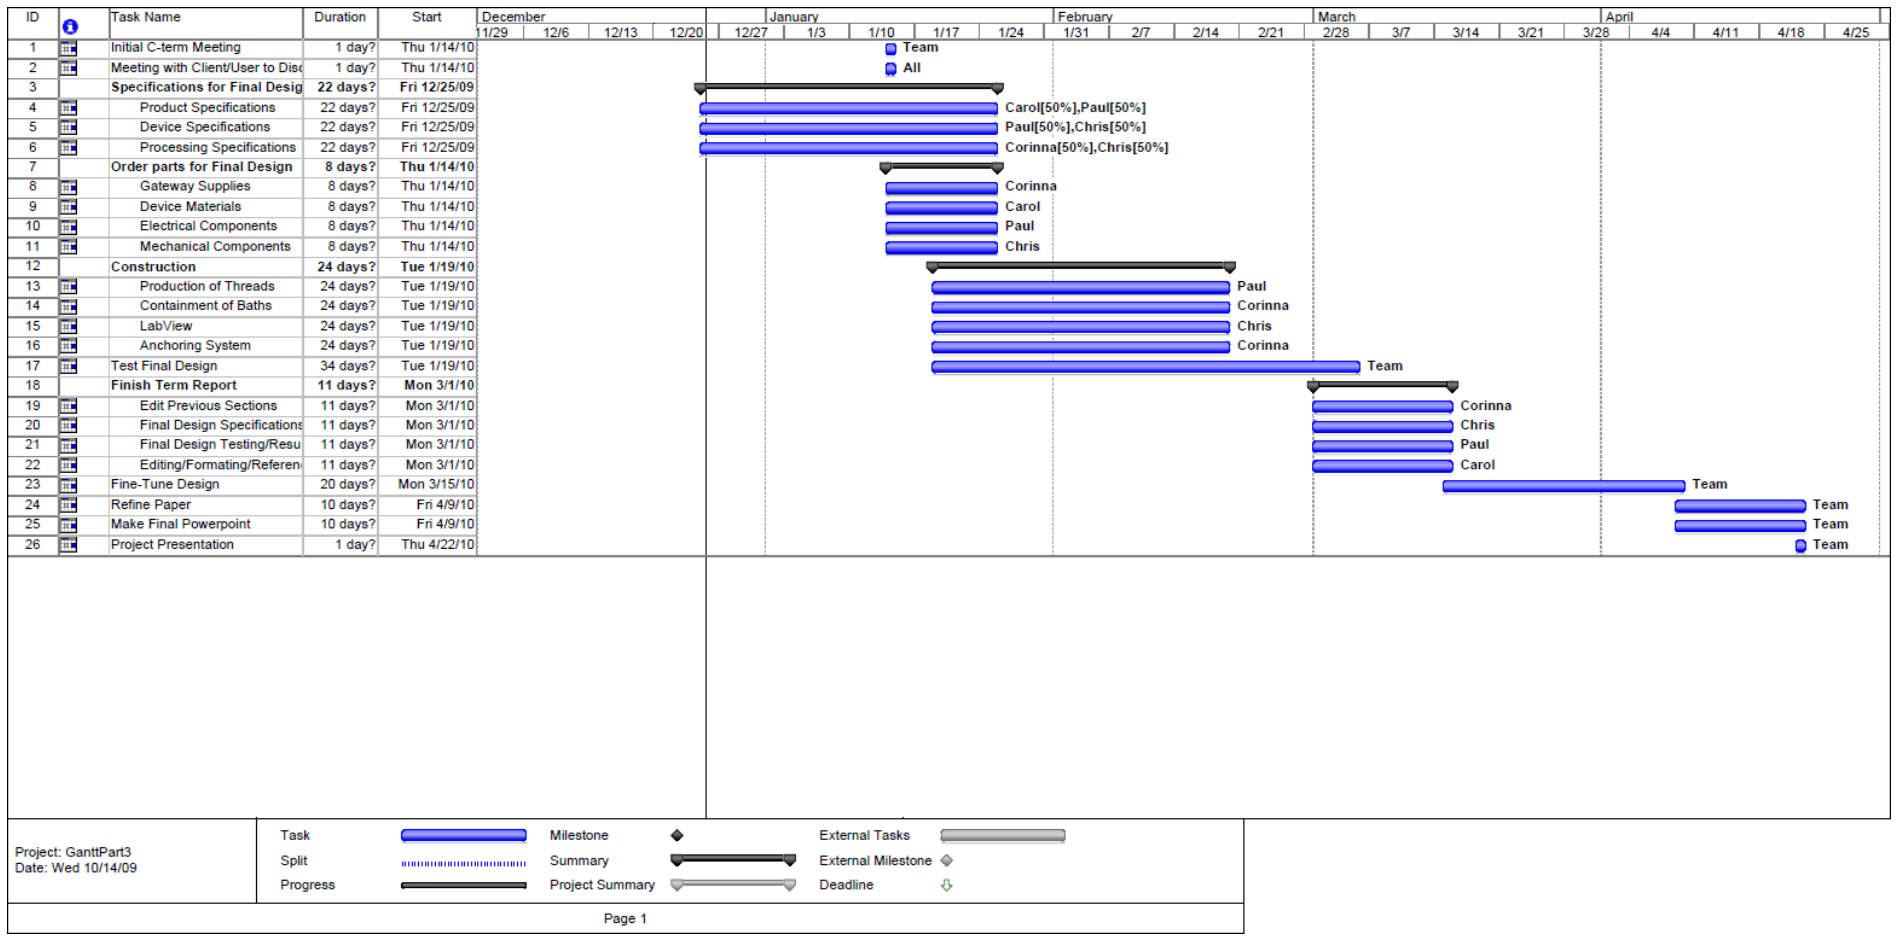 ID Task Name Duration Start December January February March April
11/29 12/6 12/13 12/20 12/27 1/3 1/10 1/17 1/24 1/31 2/7 2/14 2/21 2/28 3/7 3/14 3/21 3/28 4/4 4/11 4/18 4/25
1 Initial C-term Meeting 1 day? Thu 1/14/10 Team
2 Meeting with Client/User to Disc 1 day? Thu 1/14/10 All
3 Specifications for Final Desig 22 days? Fri 12/25/09
4 Product Specifications 22 days? Fri 12/25/09 Carol[50%],Paul[50%]
5 Device Specifications 22 days? Fri 12/25/09 Paul[50%],Chris[50%]
6 Processing Specifications 22 days? Fri 12/25/09 Corinna[50%],Chris[50%]
7 Order parts for Final Design 8 days? Thu 1/14/10
8 Gateway Supplies 8 days? Thu 1/14/10 Corinna
9 Device Materials 8 days? Thu 1/14/10 Carol
10 Electrical Components 8 days? Thu 1/14/10 Paul
11 Mechanical Components 8 days? Thu 1/14/10 Chris
12 Construction 24 days? Tue 1/19/10
13 Production of Threads 24 days? Tue 1/19/10 Paul
14 Containment of Baths 24 days? Tue 1/19/10 Corinna
15 LabView 24 days? Tue 1/19/10 Chris
16 Anchoring System 24 days? Tue 1/19/10 Corinna
17 Test Final Design 34 days? Tue 1/19/10 Team
18 Finish Term Report 11 days? Mon 3/1/10
19 Edit Previous Sections 11 days? Mon 3/1/10 Corinna
20 Final Design Specifications 11 days? Mon 3/1/10 Chris
21 Final Design Testing/Resu 11 days? Mon 3/1/10 Paul
22 Editing/Formating/Referen 11 days? Mon 3/1/10 Carol
23 Fine-Tune Design 20 days? Mon 3/15/10 Team
24 Refine Paper 10 days? Fri 4/9/10 Team
25 Make Final Powerpoint 10 days? Fri 4/9/10 Team
26 Project Presentation 1 day? Thu 4/22/10 Team
Project: GanttPart3
Date: Wed 10/14/09
Task Milestone External Tasks
Split Summary External Milestone
Progress Project Summary Deadline
Page 1